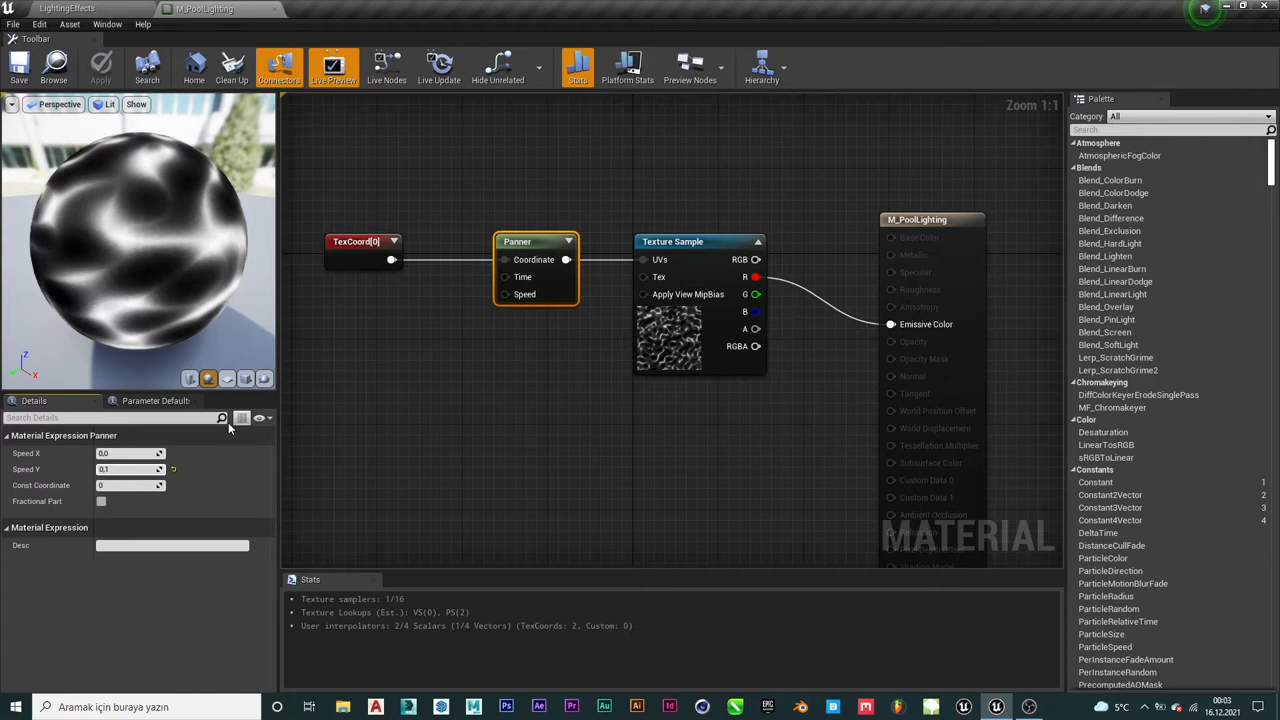 LightingEffects
M_PoolLighting
File Edit Asset Window Help
Toolbar
Save Browse Apply Search Home Clean Up Connectors Live Preview Live Nodes Live Update Hide Unrelated Stats Platform Stats Preview Nodes Hierarchy
Perspective Lit Show
Z
X
Zoom 1:1
TexCoord[0]
Panner
Coordinate
Time
Speed
Texture Sample
UVs RGB
Tex R
Apply View MipBias G
B
A
RGBA
M_PoolLighting
Base Color
Metallic
Specular
Roughness
Anisotropy
Emissive Color
Opacity
Opacity Mask
Normal
Tangent
World Position Offset
World Displacement
Tessellation Multiplier
Subsurface Color
Custom Data 0
Custom Data 1
Ambient Occlusion
MATERIAL
Details Parameter Defaults
Search Details
Material Expression Panner
Speed X 0,0
Speed Y 0,1
Const Coordinate 0
Fractional Part
Material Expression
Desc
Stats
Texture samplers: 1/16
Texture Lookups (Est.): VS(0), PS(2)
User interpolators: 2/4 Scalars (1/4 Vectors) (TexCoords: 2, Custom: 0)
Palette
Category: All
Search
Atmosphere
AtmosphericFogColor
Blends
Blend_ColorBurn
Blend_ColorDodge
Blend_Darken
Blend_Difference
Blend_Exclusion
Blend_HardLight
Blend_Lighten
Blend_LinearBurn
Blend_LinearDodge
Blend_LinearLight
Blend_Overlay
Blend_PinLight
Blend_Screen
Blend_SoftLight
Lerp_ScratchGrime
Lerp_ScratchGrime2
Chromakeying
DiffColorKeyerErodeSinglePass
MF_Chromakeyer
Color
Desaturation
LinearTosRGB
sRGBToLinear
Constants
Constant 1
Constant2Vector 2
Constant3Vector 3
Constant4Vector 4
DeltaTime
DistanceCullFade
ParticleColor
ParticleDirection
ParticleMotionBlurFade
ParticleRadius
ParticleRandom
ParticleRelativeTime
ParticleSize
ParticleSpeed
PerInstanceFadeAmount
PerInstanceRandom
PrecomputedAOMask
Aramak için buraya yazın
5°C
00:03
16.12.2021